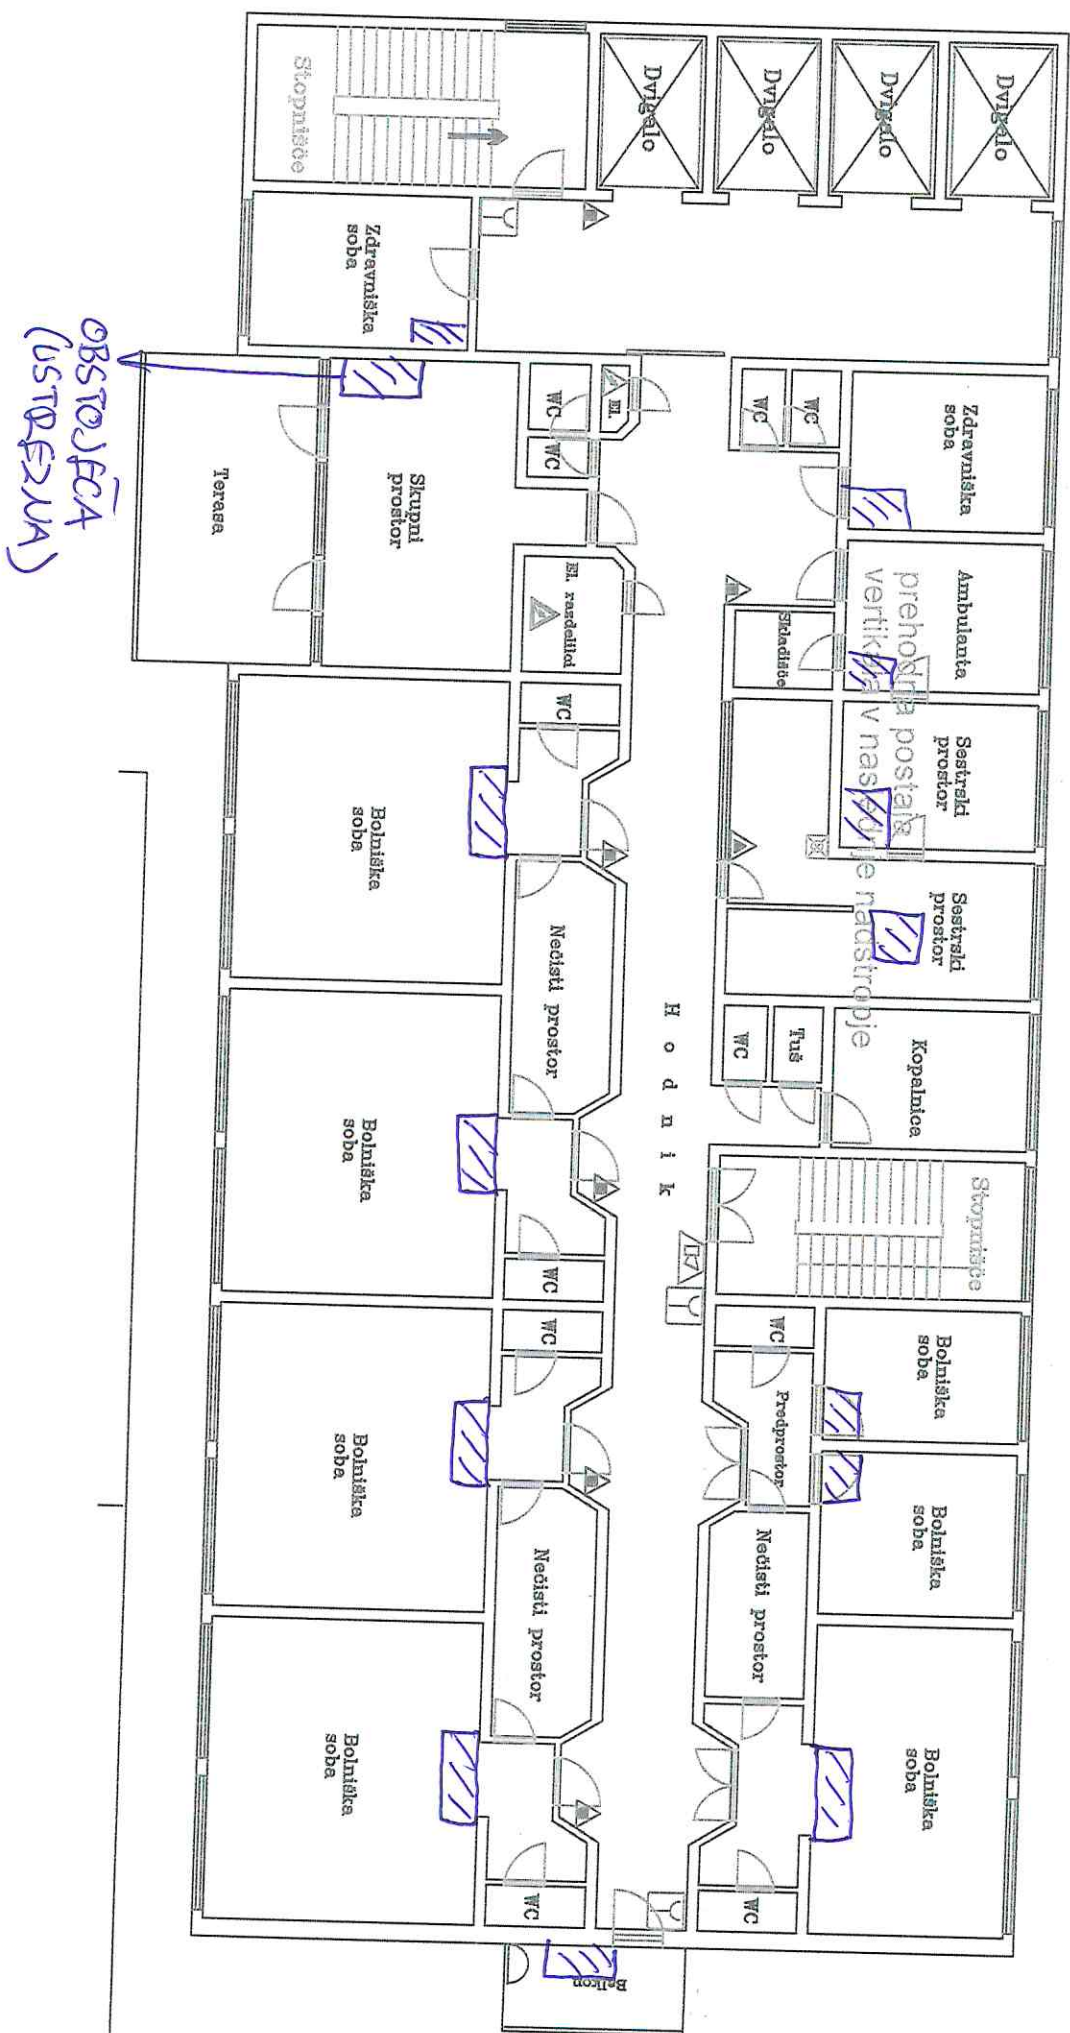 Dvigalo
Dvigalo
Dvigalo
Dvigalo
Stopnišče
Zdravniška
soba
OBSTOJEČA
(USTREZNA)
Terasa
Skupni
prostor
WC
WC
El.
WC
WC
Zdravniška
soba
Ambulanta
prehodna postaja
vertikala v naslednje nadstropje
Skladišče
El. razdelilci
Sestrski
prostor
Sestrski
prostor
WC
Bolniška
soba
Nečisti prostor
Hodnik
WC
Tuš
Kopalnica
Stopnišče
Bolniška
soba
WC
WC
Bolniška
soba
Nečisti prostor
WC
Predprostor
Bolniška
soba
Bolniška
soba
Nečisti prostor
Bolniška
soba
Bolniška
soba
WC
WC
Balkon